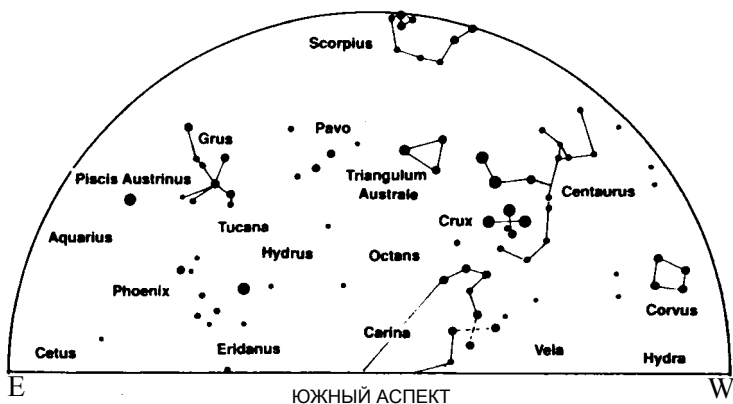 Scorpius
Grus
Pavo
Piscis Austrinus
Triangulum
Australe
Centaurus
Crux
Tucana
Aquarius
Hydrus
Octans
Phoenix
Corvus
Carina
Cetus
Eridanus
Vela
Hydra
E
W
ЮЖНЫЙ АСПЕКТ